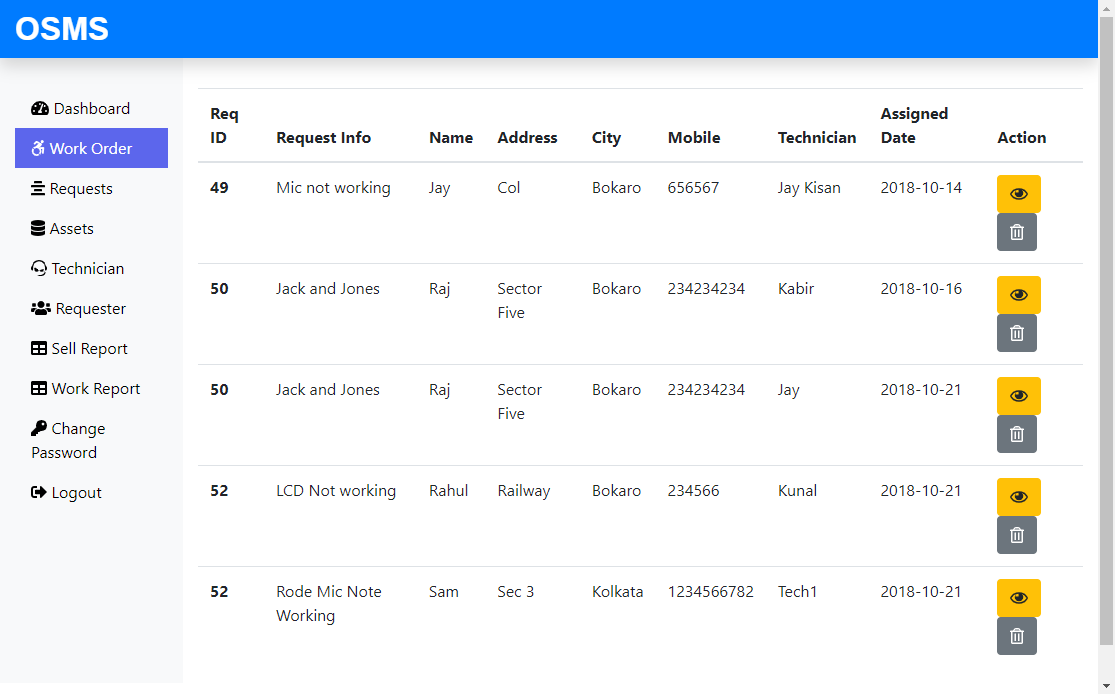 OSMS
Dashboard
Work Order
Requests
Assets
Technician
Requester
Sell Report
Work Report
Change
Password
Logout
Req
ID Request Info Name Address City Mobile Technician Assigned
Date Action
49 Mic not working Jay Col Bokaro 656567 Jay Kisan 2018-10-14
50 Jack and Jones Raj Sector Bokaro 234234234 Kabir 2018-10-16
Five
50 Jack and Jones Raj Sector Bokaro 234234234 Jay 2018-10-21
Five
52 LCD Not working Rahul Railway Bokaro 234566 Kunal 2018-10-21
52 Rode Mic Note Sam Sec 3 Kolkata 1234566782 Tech1 2018-10-21
Working